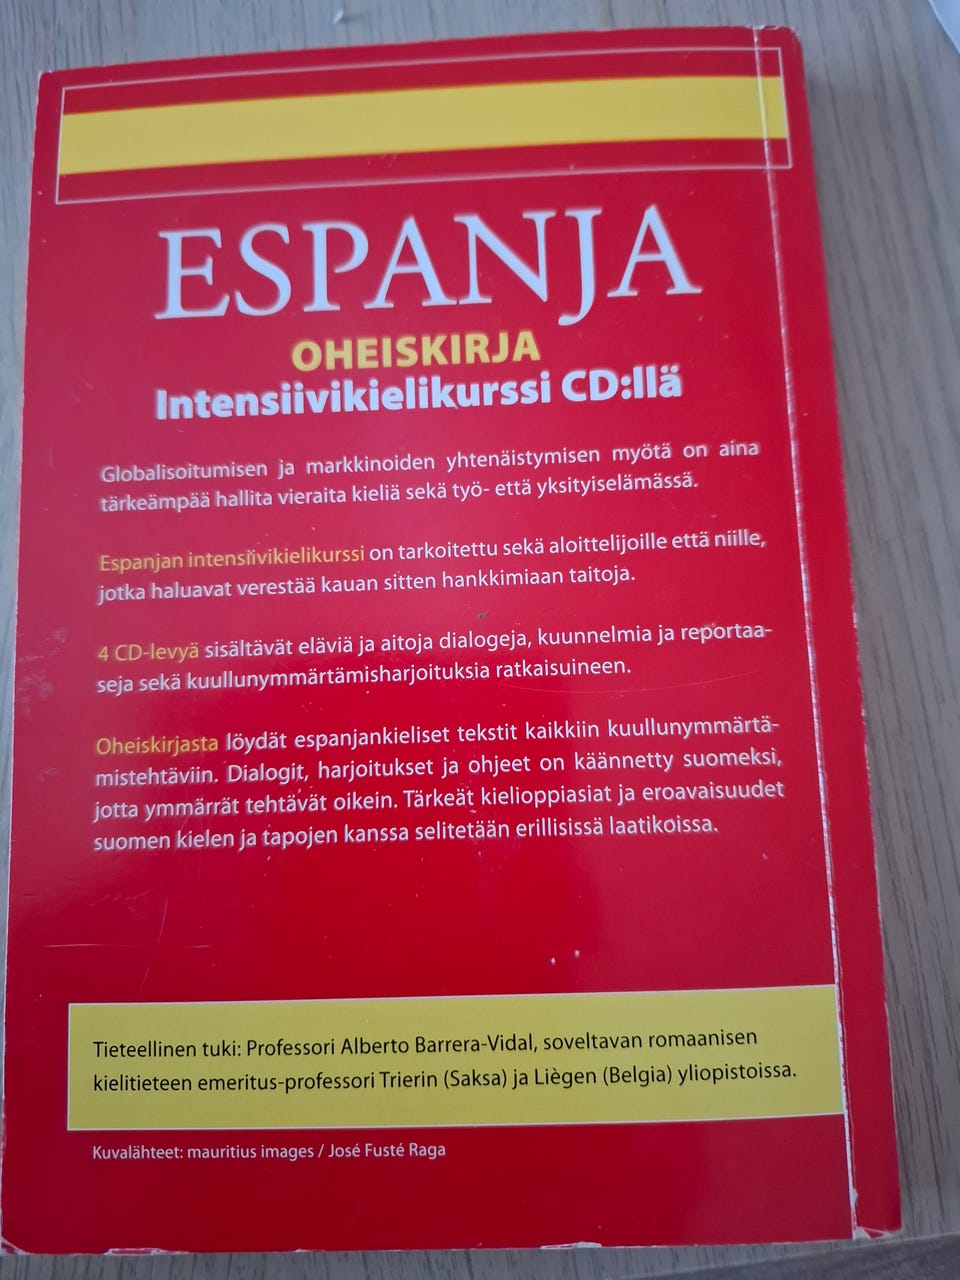 ESPANJA
OHEISKIRJA
Intensiivikielikurssi CD:llä
Globalisoitumisen ja markkinoiden yhtenäistymisen myötä on aina
tärkeämpää hallita vieraita kieliä sekä työ- että yksityiselämässä.
Espanjan intensiivikielikurssi on tarkoitettu sekä aloittelijoille että niille,
jotka haluavat verestää kauan sitten hankkimiaan taitoja.
4 CD-levyä sisältävät eläviä ja aitoja dialogeja, kuunnelmia ja reportaa-
seja sekä kuullunymmärtämisharjoituksia ratkaisuineen.
Oheiskirjasta löydät espanjankieliset tekstit kaikkiin kuullunymmärtä-
mistehtäviin. Dialogit, harjoitukset ja ohjeet on käännetty suomeksi,
jotta ymmärrät tehtävät oikein. Tärkeät kielioppiasiat ja eroavaisuudet
suomen kielen ja tapojen kanssa selitetään erillisissä laatikoissa.
Tieteellinen tuki: Professori Alberto Barrera-Vidal, soveltavan romaanisen
kielitieteen emeritus-professori Trierin (Saksa) ja Liègen (Belgia) yliopistoissa.
Kuvalähteet: mauritius images / José Fusté Raga